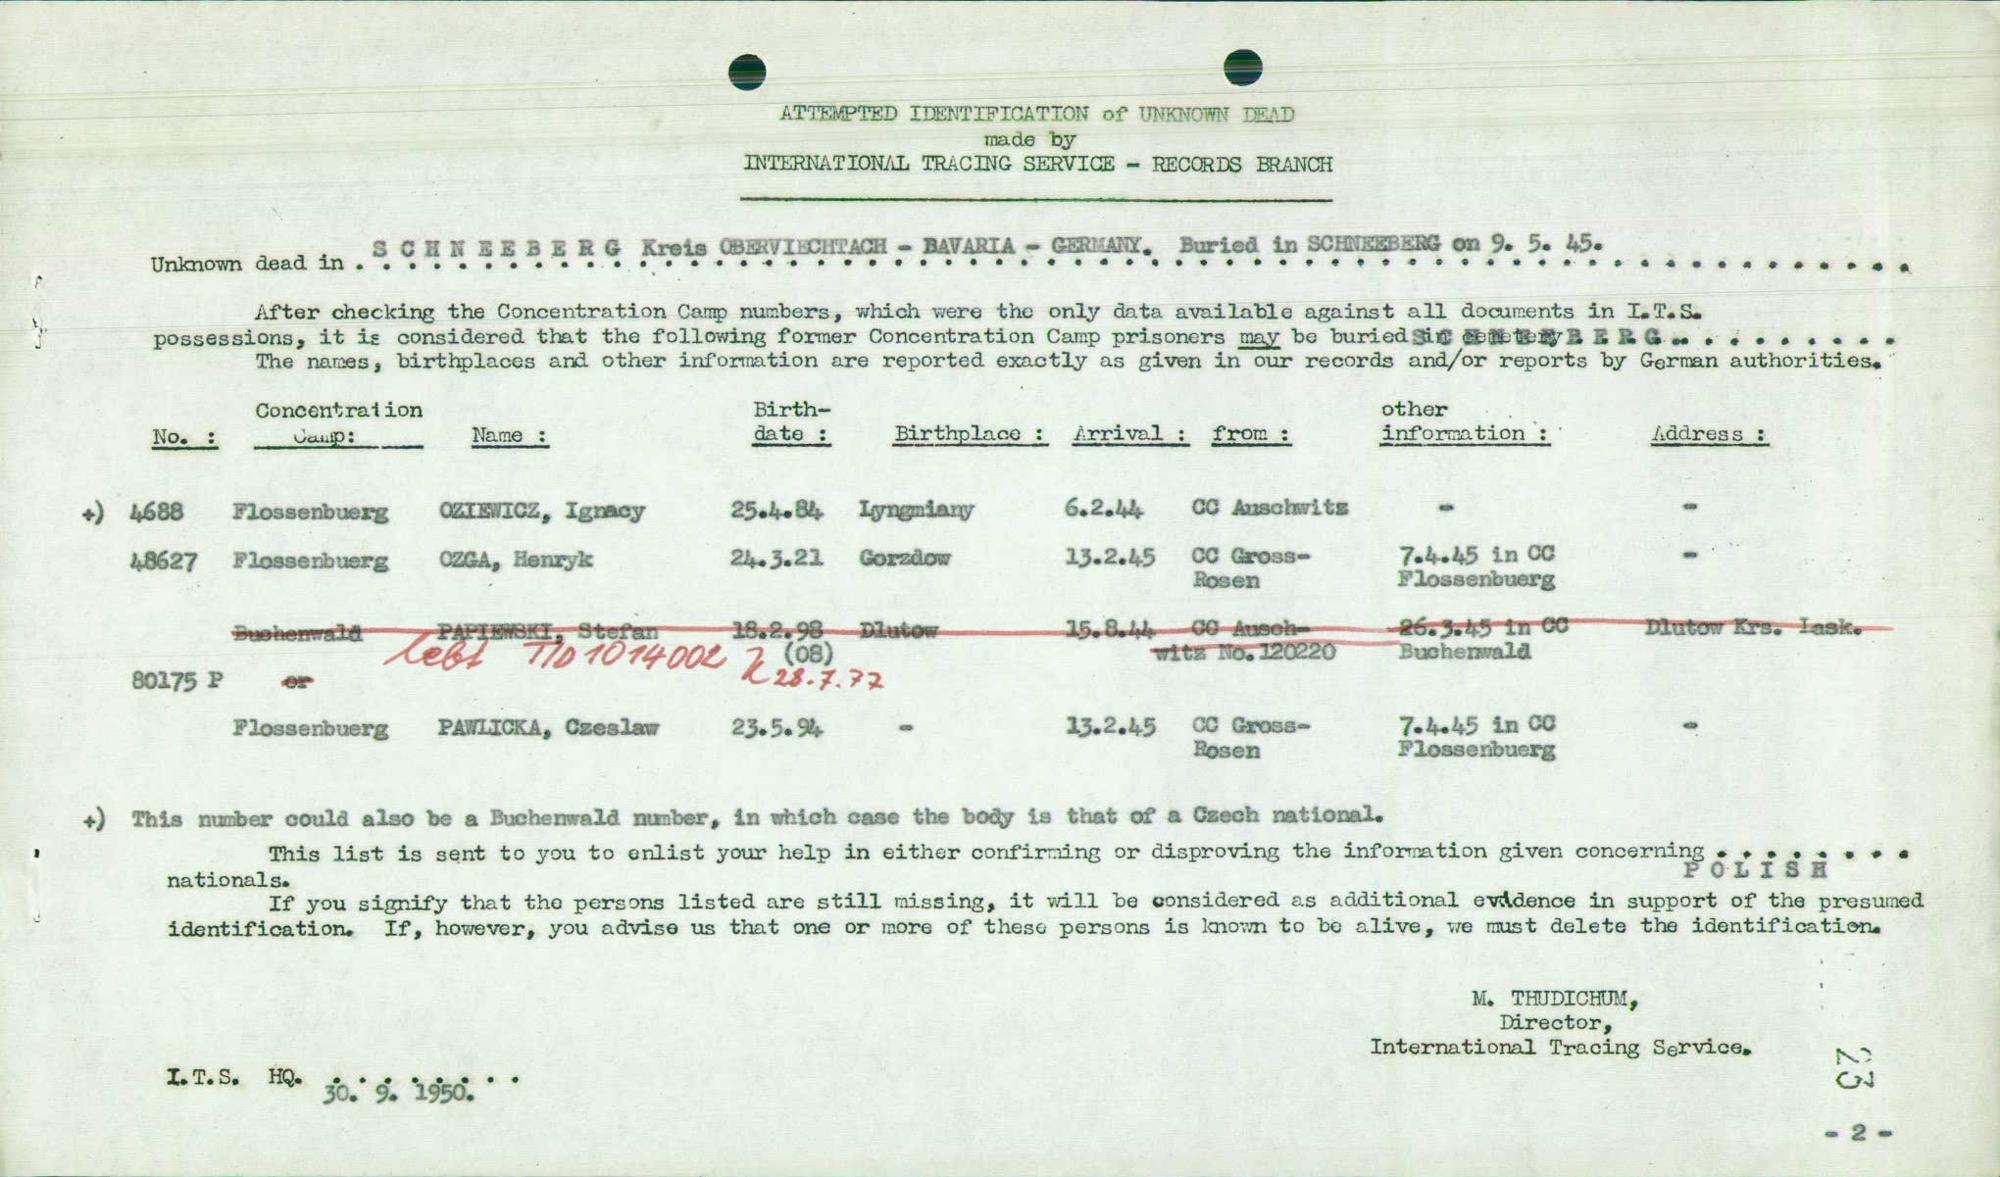 ATTEMPTED IDENTIFICATION of UNKNOWN DEAD
made by
INTERNATIONAL TRACING SERVICE - RECORDS BRANCH
Unknown dead in . S C H N E E B E R G Kreis OBERVIECHTACH - BAVARIA - GERMANY. Buried in SCHNEEBERG on 9. 5. 45.
After checking the Concentration Camp numbers, which were the only data available against all documents in I.T.S.
possessions, it is considered that the following former Concentration Camp prisoners may be buried B E R G . . . . . . . . .
The names, birthplaces and other information are reported exactly as given in our records and/or reports by German authorities.
Concentration Birth- other
No. : Camp: Name : date : Birthplace : Arrival : from : information : Address :
+) 4688 Flossenbuerg OZIEWICZ, Ignacy 25.4.84 Lyngmiany 6.2.44 CC Auschwitz - -
48627 Flossenbuerg OZGA, Henryk 24.3.21 Gorzdow 13.2.45 CC Gross- 7.4.45 in CC -
Rosen Flossenbuerg
Buchenwald PAPIEWSKI, Stefan 18.2.98 Dlutow 15.8.44 CC Ausch- 26.3.45 in CC Dlutow Krs. Lask.
lebt T/D 1014002 (08) witz No.120220 Buchenwald
80175 P or 28.7.77
Flossenbuerg PAWLICKA, Czeslaw 23.5.94 - 13.2.45 CC Gross- 7.4.45 in CC -
Rosen Flossenbuerg
+) This number could also be a Buchenwald number, in which case the body is that of a Czech national.
This list is sent to you to enlist your help in either confirming or disproving the information given concerning . . . . . . . .
POLISH
nationals.
If you signify that the persons listed are still missing, it will be considered as additional evidence in support of the presumed
identification. If, however, you advise us that one or more of these persons is known to be alive, we must delete the identification.
M. THUDICHUM,
Director,
International Tracing Service.
I.T.S. HQ. . . . . . . . .
30. 9. 1950.
23
- 2 -